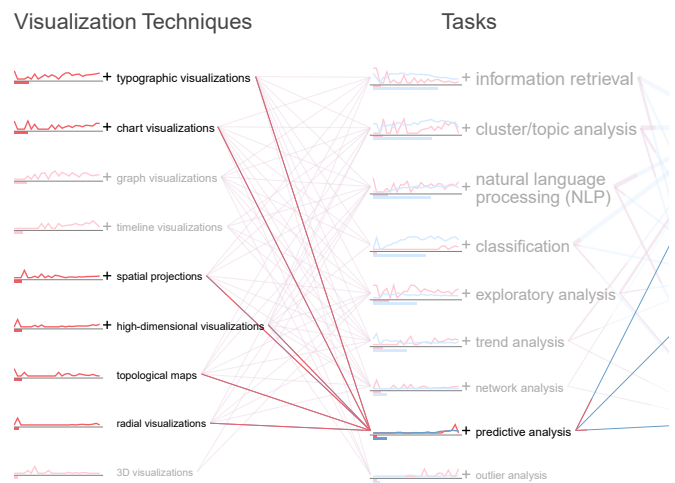 Visualization Techniques
Tasks
+ typographic visualizations
+ chart visualizations
+ graph visualizations
+ timeline visualizations
+ spatial projections
+ high-dimensional visualizations
topological maps
radial visualizations
3D visualizations
+ information retrieval
+ cluster/topic analysis
+ natural language
processing (NLP)
+ classification
+ exploratory analysis
+ trend analysis
+ network analysis
+ predictive analysis
+ outlier analysis